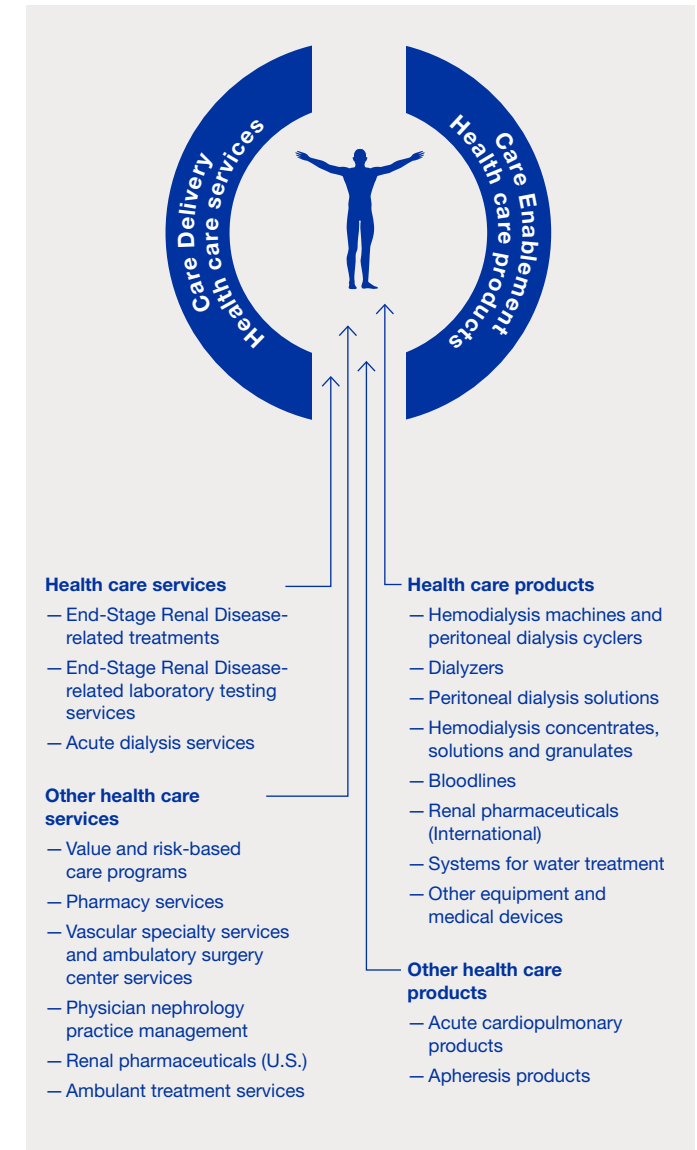 Care Delivery
Health care services
Care Enablement
Health care products
Health care services
— End-Stage Renal Disease-
related treatments
— End-Stage Renal Disease-
related laboratory testing
services
— Acute dialysis services
Other health care
services
— Value and risk-based
care programs
— Pharmacy services
— Vascular specialty services
and ambulatory surgery
center services
— Physician nephrology
practice management
— Renal pharmaceuticals (U.S.)
— Ambulant treatment services
Health care products
— Hemodialysis machines and
peritoneal dialysis cyclers
— Dialyzers
— Peritoneal dialysis solutions
— Hemodialysis concentrates,
solutions and granulates
— Bloodlines
— Renal pharmaceuticals
(International)
— Systems for water treatment
— Other equipment and
medical devices
Other health care
products
— Acute cardiopulmonary
products
— Apheresis products